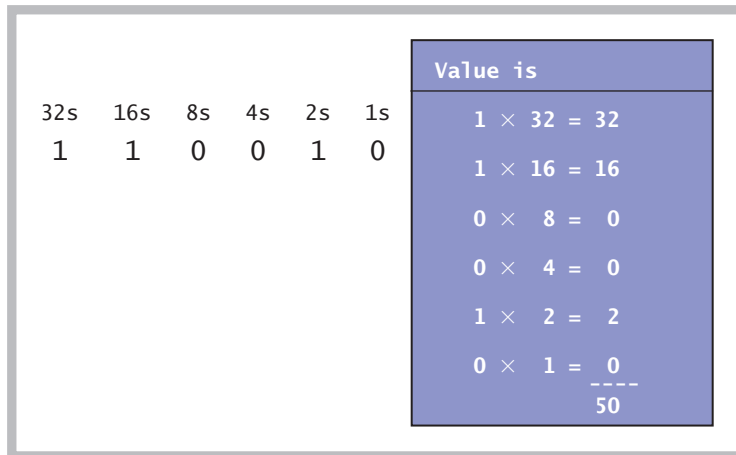 32s 16s 8s 4s 2s 1s
1 1 0 0 1 0
Value is
1 × 32 = 32
1 × 16 = 16
0 × 8 = 0
0 × 4 = 0
1 × 2 = 2
0 × 1 = 0
----
50